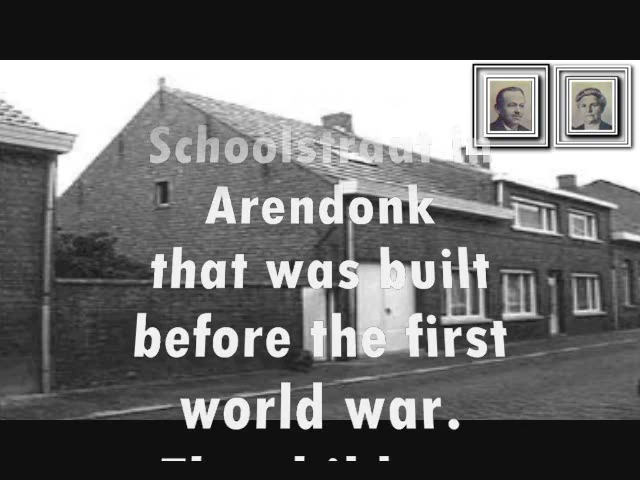 Schoolstraat in
Arendonk
that was built
before the first
world war.